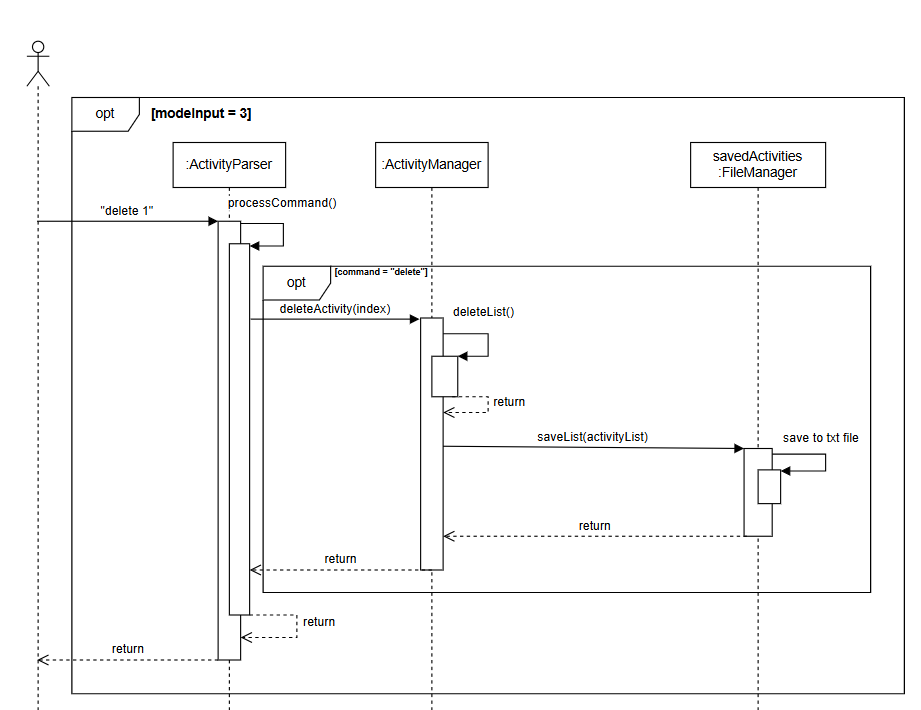 opt
[modeInput = 3]
:ActivityParser
:ActivityManager
savedActivities
:FileManager
processCommand()
"delete 1"
opt
[command = "delete"]
deleteActivity(index)
deleteList()
return
saveList(activityList)
save to txt file
return
return
return
return